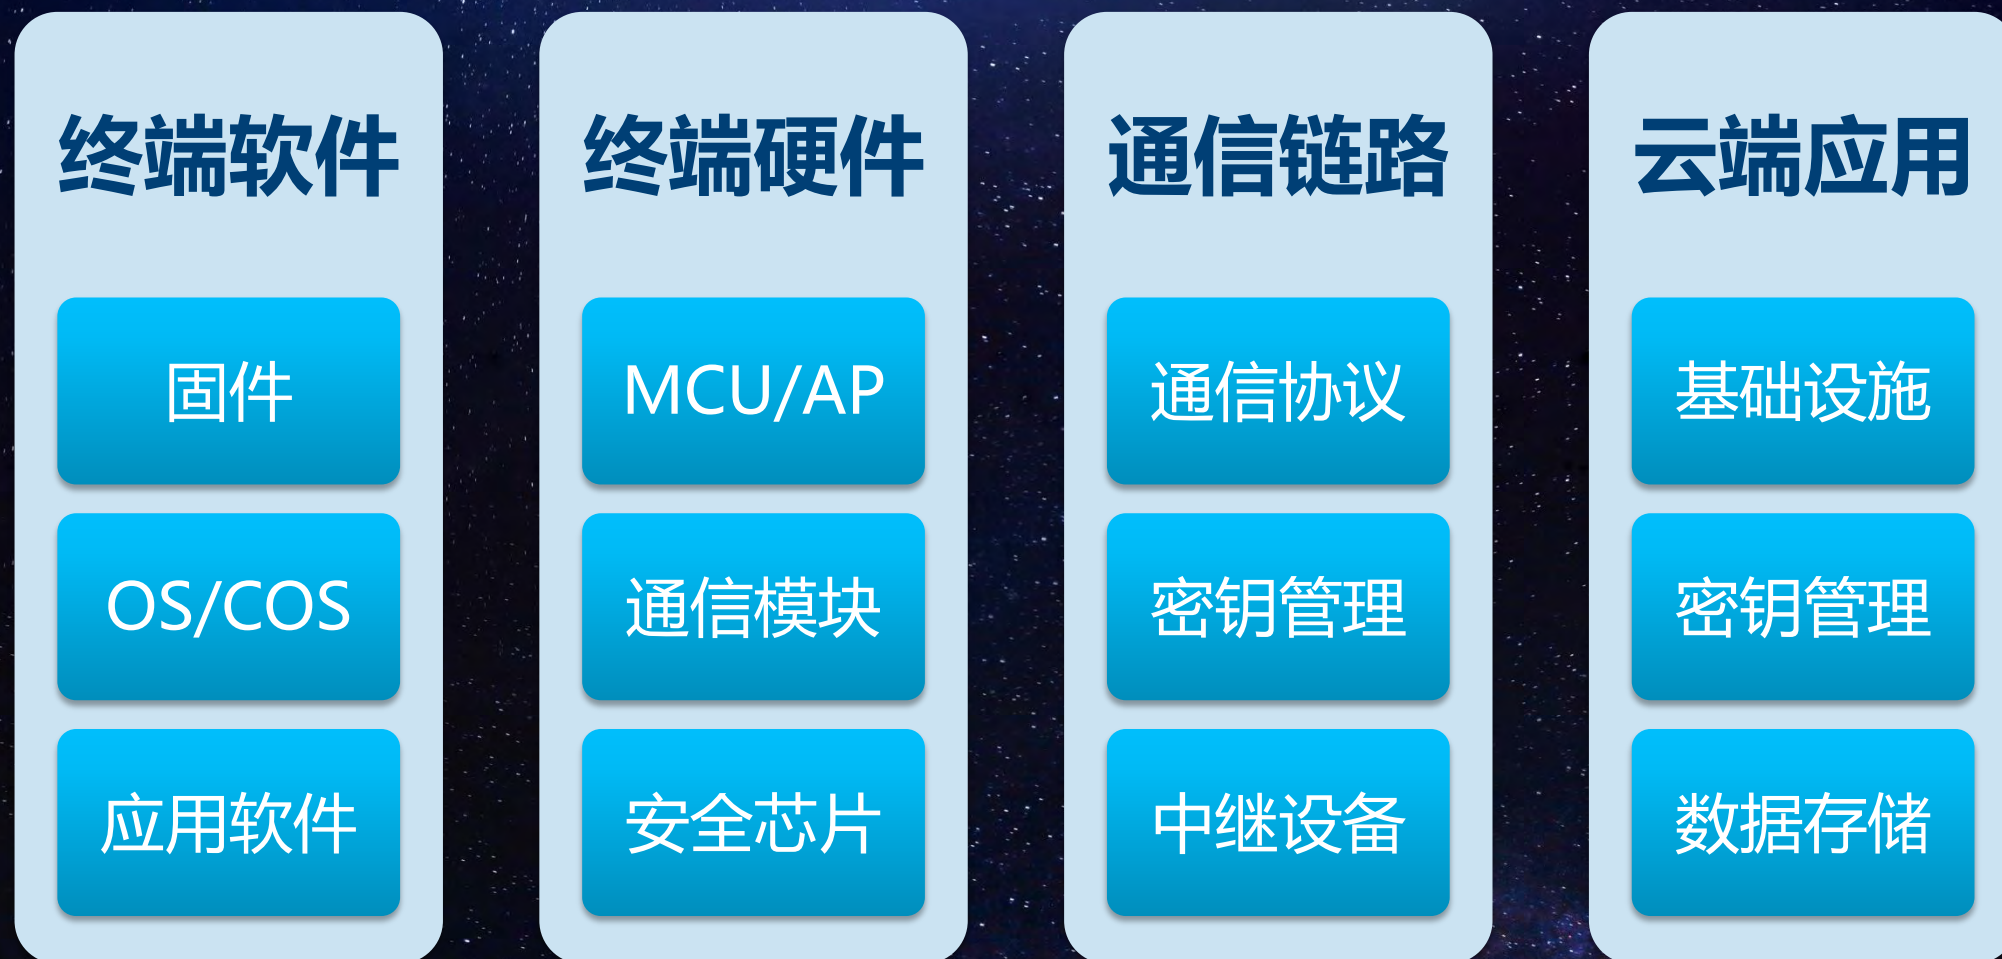 终端软件
固件
OS/COS
应用软件
终端硬件
MCU/AP
通信模块
安全芯片
通信链路
通信协议
密钥管理
中继设备
云端应用
基础设施
密钥管理
数据存储